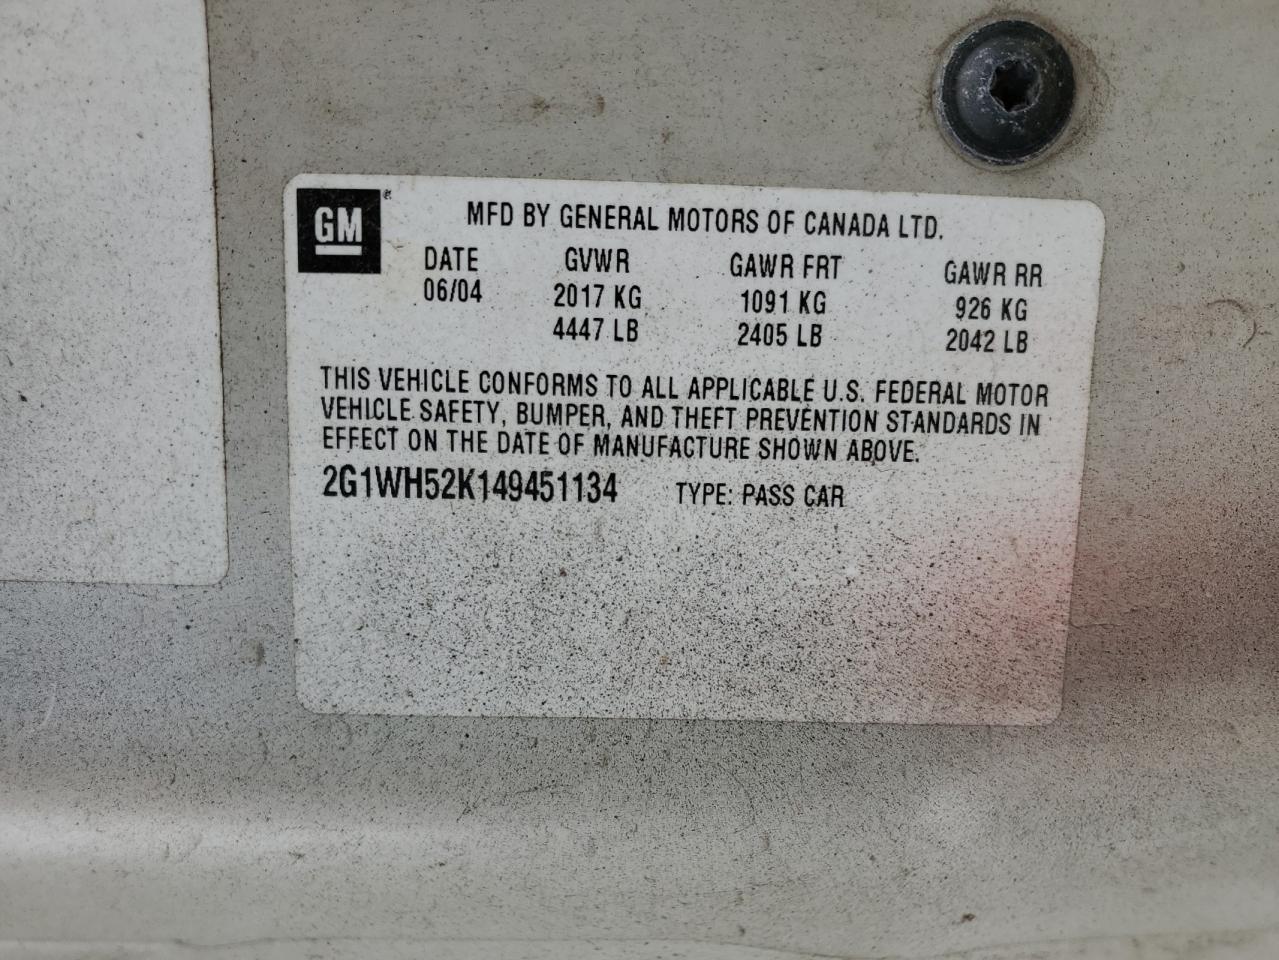 GM
MFD BY GENERAL MOTORS OF CANADA LTD.
DATE GVWR GAWR FRT GAWR RR
06/04 2017 KG 1091 KG 926 KG
4447 LB 2405 LB 2042 LB
THIS VEHICLE CONFORMS TO ALL APPLICABLE U.S. FEDERAL MOTOR
VEHICLE SAFETY, BUMPER, AND THEFT PREVENTION STANDARDS IN
EFFECT ON THE DATE OF MANUFACTURE SHOWN ABOVE.
2G1WH52K149451134 TYPE: PASS CAR